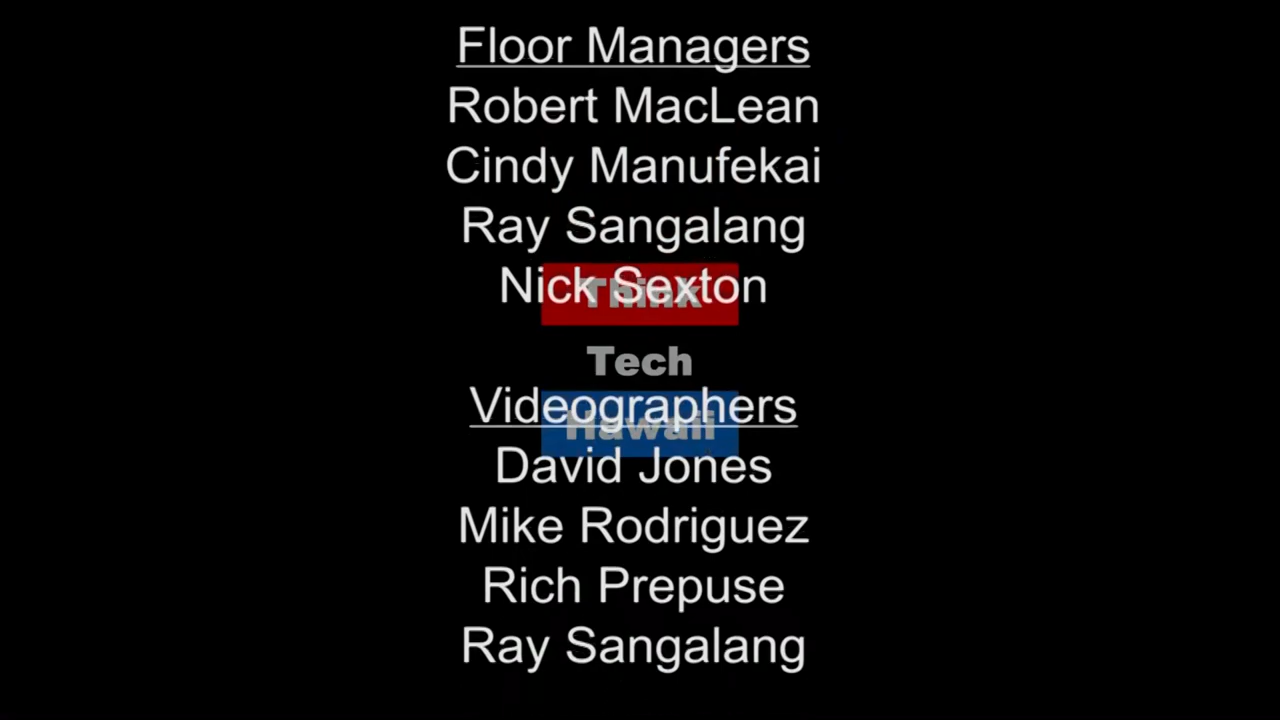 Floor Managers
Robert MacLean
Cindy Manufekai
Ray Sangalang
Nick Sexton
Think
Tech
Videographers
Hawaii
David Jones
Mike Rodriguez
Rich Prepuse
Ray Sangalang